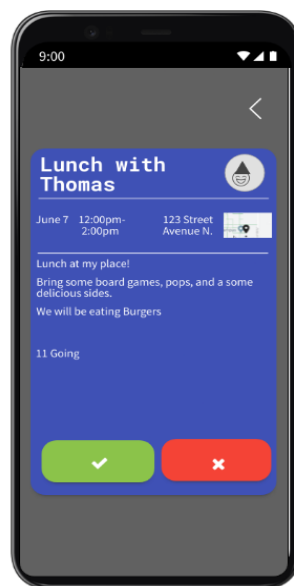 9:00
Lunch with
Thomas
June 7
12:00pm-
2:00pm
123 Street
Avenue N.
Lunch at my place!
Bring some board games, pops, and a some
delicious sides.
We will be eating Burgers
11 Going